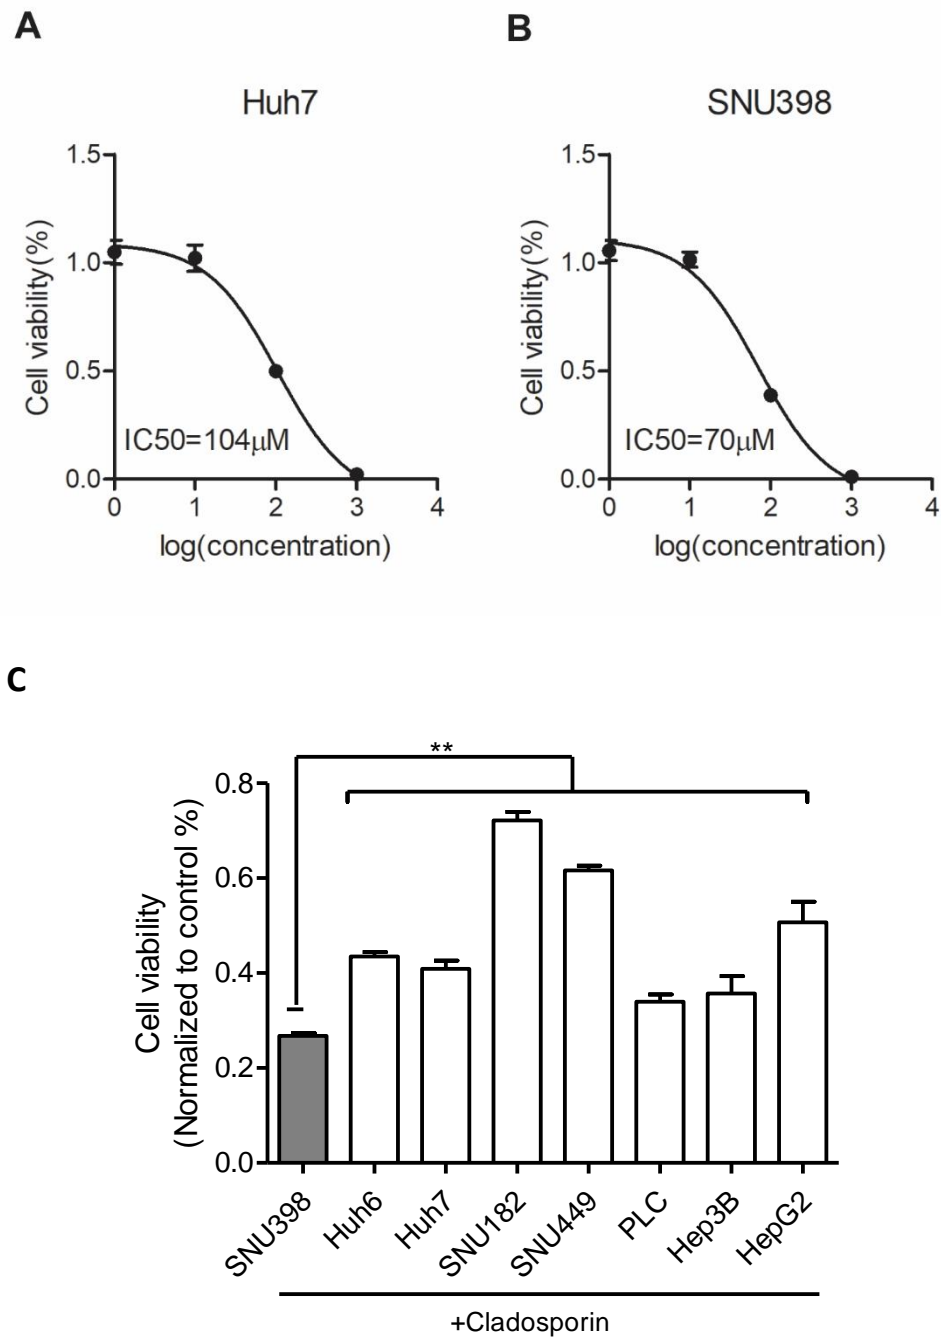 A
B
Huh7
SNU398
1.5
1.0
0.5
0.0
Cell viability(%)
IC50=104μM
0 1 2 3 4
log(concentration)
1.5
1.0
0.5
0.0
Cell viability(%)
IC50=70μM
0 1 2 3 4
log(concentration)
C
**
0.8
0.6
0.4
0.2
0.0
Cell viability
(Normalized to control %)
SNU398
Huh6
Huh7
SNU182
SNU449
PLC
Hep3B
HepG2
+Cladosporin